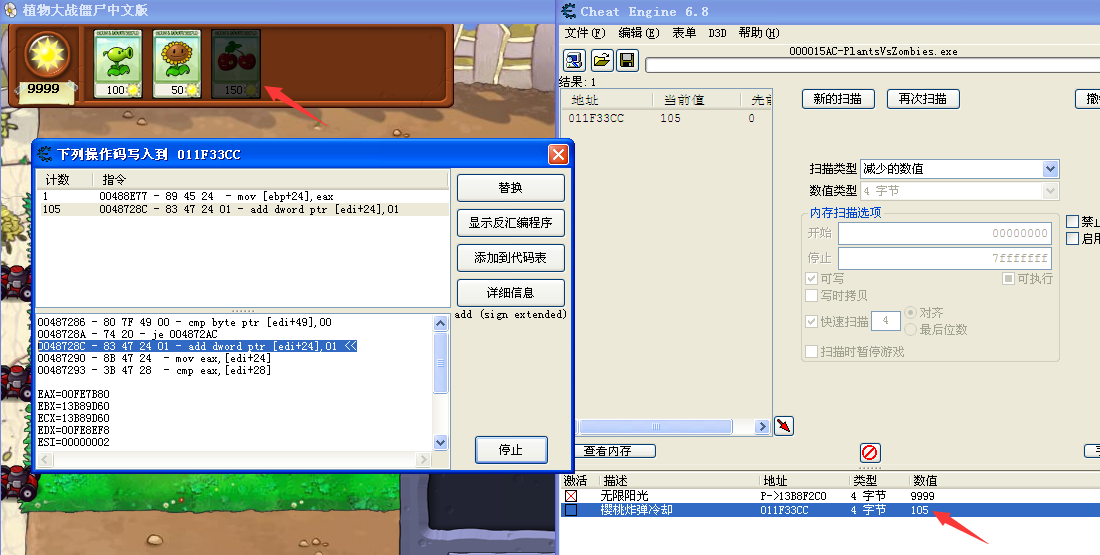 植物大战僵尸中文版
9999
100
50
150
Cheat Engine 6.8
文件(F) 编辑(E) 表单 D3D 帮助(H)
000015AC-PlantsVsZombies.exe
结果: 1
地址 当前值 先前
011F33CC 105 0
新的扫描 再次扫描
扫描类型 减少的数值
数值类型 4 字节
内存扫描选项
开始 00000000
停止 7fffffff
可写 可执行
写时拷贝
快速扫描 4 对齐
最后位数
扫描时暂停游戏
禁止
启用
查看内存
激活 描述 地址 类型 数值
无限阳光 P->13B8F2C0 4 字节 9999
樱桃炸弹冷却 011F33CC 4 字节 105
下列操作码写入到 011F33CC
计数 指令
1 00488E77 - 89 45 24 - mov [ebp+24],eax
105 0048728C - 83 47 24 01 - add dword ptr [edi+24],01
替换
显示反汇编程序
添加到代码表
详细信息
add (sign extended)
00487286 - 80 7F 49 00 - cmp byte ptr [edi+49],00
0048728A - 74 20 - je 004872AC
0048728C - 83 47 24 01 - add dword ptr [edi+24],01 <<
00487290 - 8B 47 24 - mov eax,[edi+24]
00487293 - 3B 47 28 - cmp eax,[edi+28]
EAX=00FE7B80
EBX=13B89D60
ECX=13B89D60
EDX=00FE8EF8
ESI=00000002
停止